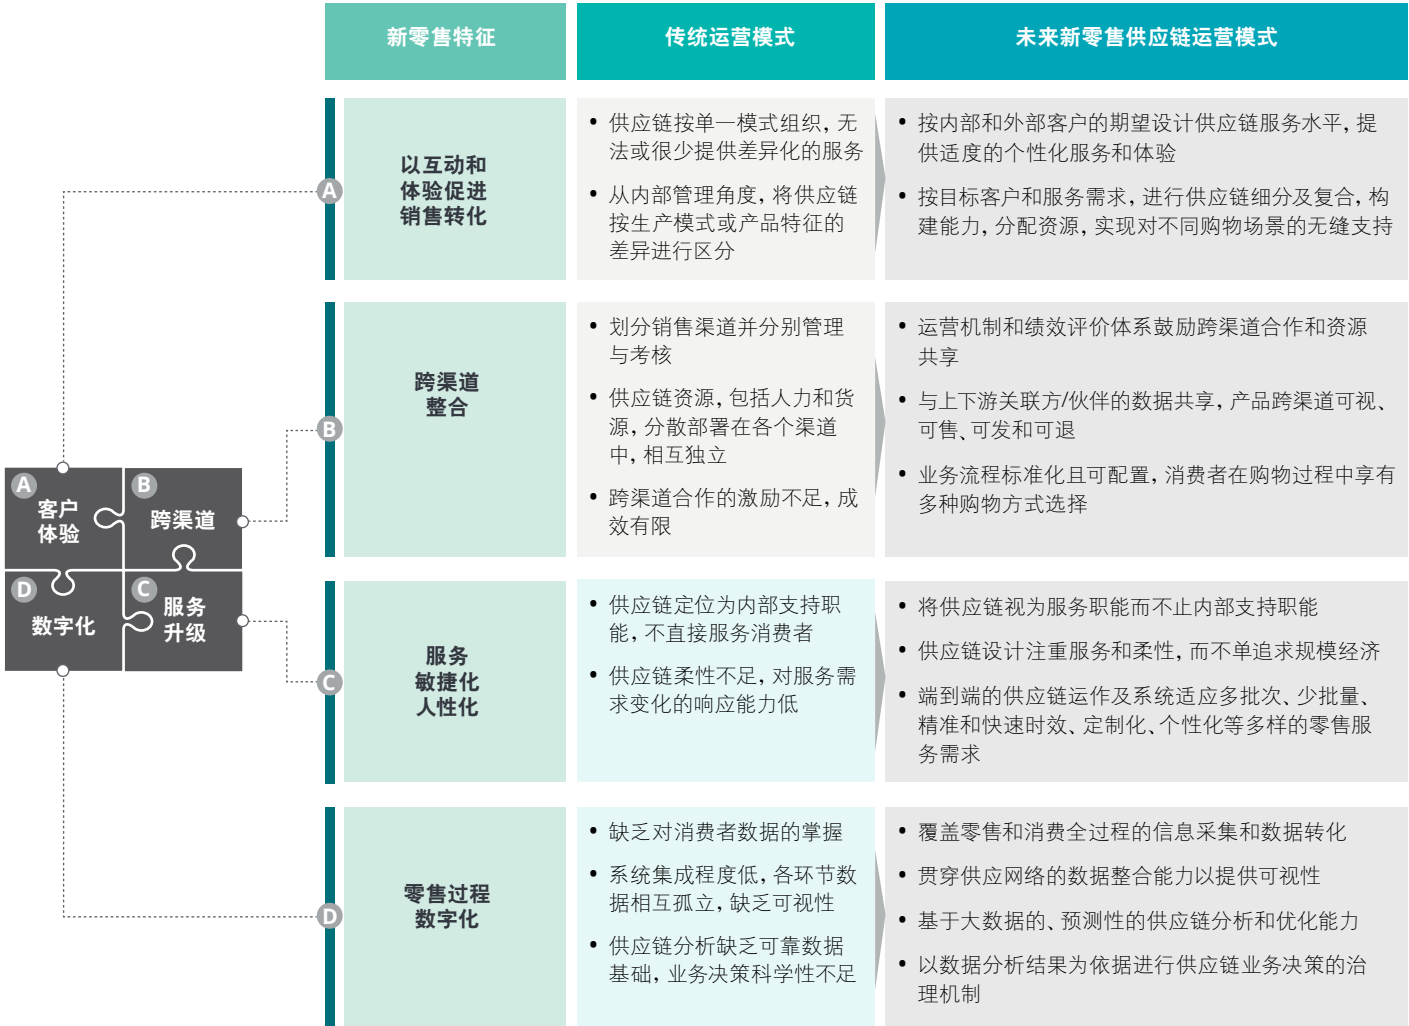 新零售特征
传统运营模式
未来新零售供应链运营模式
A
以互动和
体验促进
销售转化
• 供应链按单一模式组织，无
法或很少提供差异化的服务
• 从内部管理角度，将供应链
按生产模式或产品特征的
差异进行区分
• 按内部和外部客户的期望设计供应链服务水平，提
供适度的个性化服务和体验
• 按目标客户和服务需求，进行供应链细分及复合，构
建能力，分配资源，实现对不同购物场景的无缝支持
B
跨渠道
整合
• 划分销售渠道并分别管理
与考核
• 供应链资源，包括人力和货
源，分散部署在各个渠道
中，相互独立
• 跨渠道合作的激励不足，成
效有限
• 运营机制和绩效评价体系鼓励跨渠道合作和资源
共享
• 与上下游关联方/伙伴的数据共享，产品跨渠道可视、
可售、可发和可退
• 业务流程标准化且可配置，消费者在购物过程中享有
多种购物方式选择
A
客户
体验
B
跨渠道
D
数字化
C
服务
升级
C
服务
敏捷化
人性化
• 供应链定位为内部支持职
能，不直接服务消费者
• 供应链柔性不足，对服务需
求变化的响应能力低
• 将供应链视为服务职能而不止内部支持职能
• 供应链设计注重服务和柔性，而不单追求规模经济
• 端到端的供应链运作及系统适应多批次、少批量、
精准和快速时效、定制化、个性化等多样的零售服
务需求
D
零售过程
数字化
• 缺乏对消费者数据的掌握
• 系统集成程度低，各环节数
据相互孤立，缺乏可视性
• 供应链分析缺乏可靠数据
基础，业务决策科学性不足
• 覆盖零售和消费全过程的信息采集和数据转化
• 贯穿供应网络的数据整合能力以提供可视性
• 基于大数据的、预测性的供应链分析和优化能力
• 以数据分析结果为依据进行供应链业务决策的治
理机制